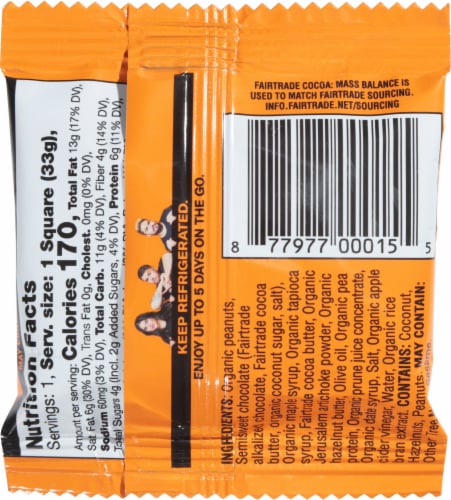 Nutrition Facts
Servings: 1, Serv. size: 1 Square (33g),
Amount per serving: Calories 170, Total Fat 13g (17% DV),
Sat. Fat 6g (30% DV), Trans Fat 0g, Cholest. 0mg (0% DV),
Sodium 60mg (3% DV), Total Carb. 11g (4% DV), Fiber 4g (14% DV),
Total Sugars 4g (Incl. 2g Added Sugars, 4% DV), Protein 6g (11% DV),
KEEP REFRIGERATED.
ENJOY UP TO 5 DAYS ON THE GO.
FAIRTRADE COCOA: MASS BALANCE IS
USED TO MATCH FAIRTRADE SOURCING.
INFO.FAIRTRADE.NET/SOURCING
8 77977 00015 5
INGREDIENTS: Organic peanuts,
Semisweet chocolate (Fairtrade
alkalized chocolate, Fairtrade cocoa
butter, organic coconut sugar, salt),
Organic maple syrup, Organic tapioca
syrup, Fairtrade cocoa butter, Organic
Jerusalem artichoke powder, Organic
hazelnut butter, Olive oil, Organic pea
protein, Organic prune juice concentrate,
Organic date syrup, Salt, Organic apple
cider vinegar, Water, Organic rice
bran extract. CONTAINS: Coconut,
Hazelnuts, Peanuts. MAY CONTAIN:
Other Tree
MAY